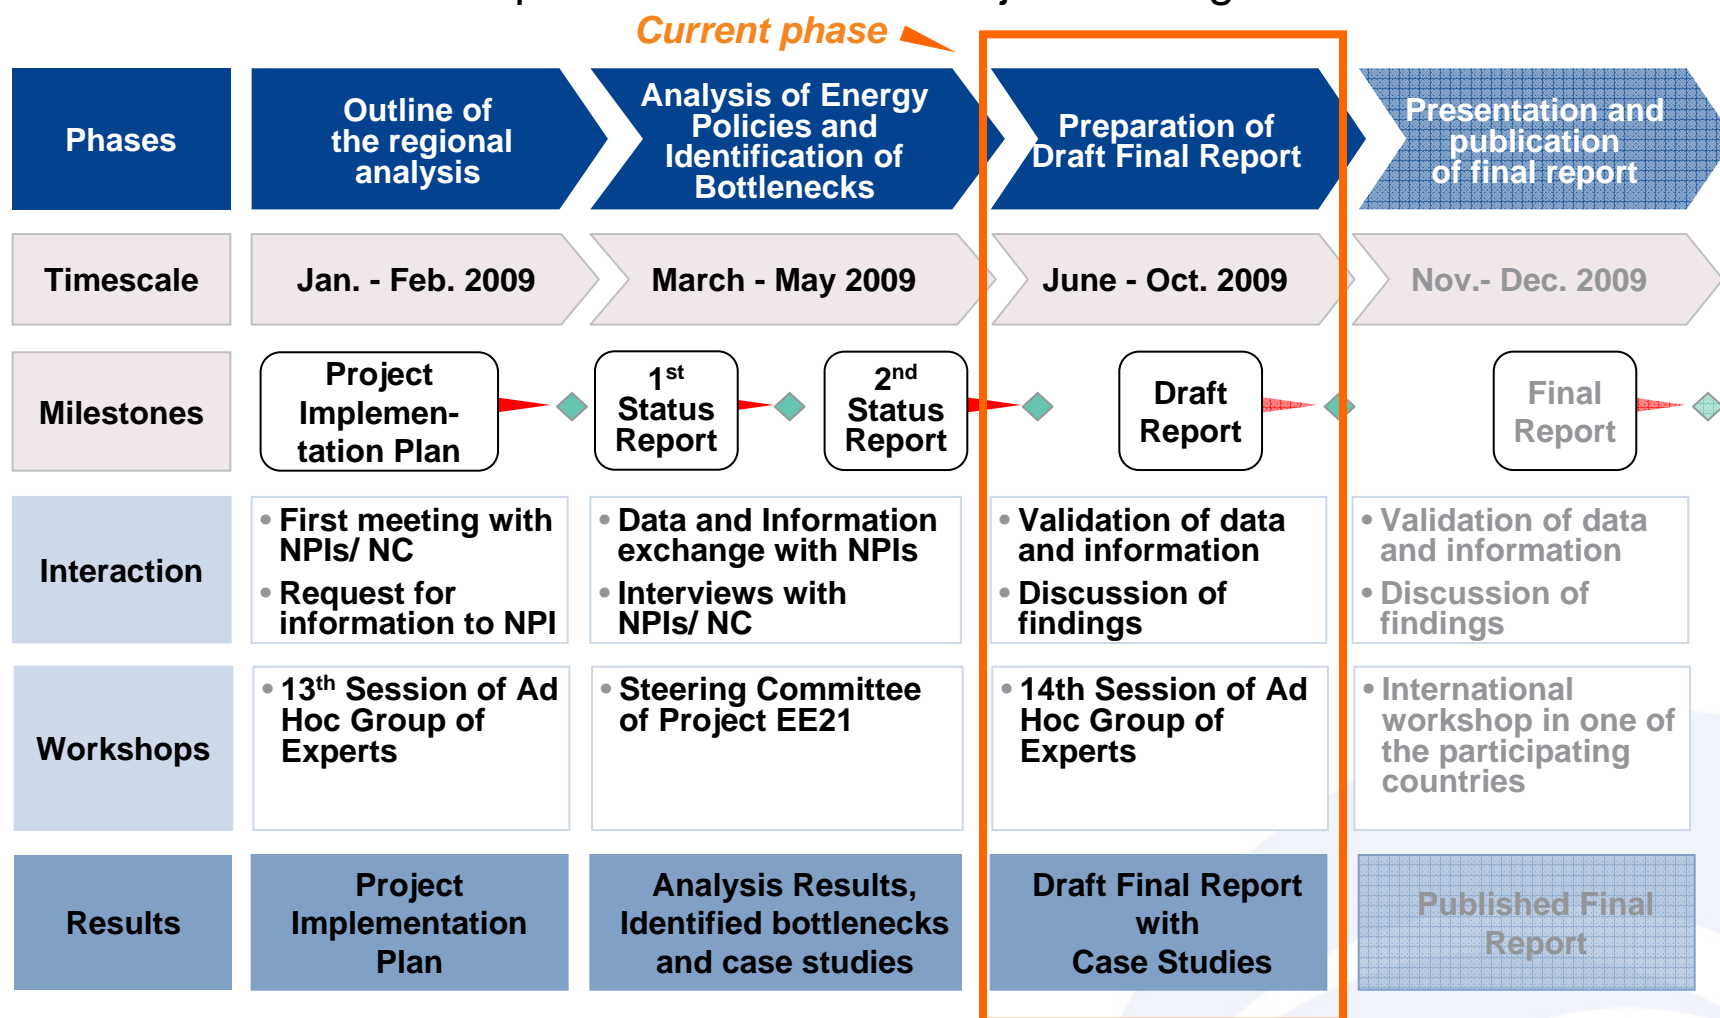 Current phase
Phases
Outline of
the regional
analysis
Analysis of Energy
Policies and
Identification of
Bottlenecks
Preparation of
Draft Final Report
Presentation and
publication
of final report
Timescale
Jan. - Feb. 2009
March - May 2009
June - Oct. 2009
Nov.- Dec. 2009
Milestones
Project
Implemen-
tation Plan
1st
Status
Report
2nd
Status
Report
Draft
Report
Final
Report
Interaction
• First meeting with
NPIs/ NC
• Request for
information to NPI
• Data and Information
exchange with NPIs
• Interviews with
NPIs/ NC
• Validation of data
and information
• Discussion of
findings
• Validation of data
and information
• Discussion of
findings
Workshops
• 13th Session of Ad
Hoc Group of
Experts
• Steering Committee
of Project EE21
• 14th Session of Ad
Hoc Group of
Experts
• International
workshop in one of
the participating
countries
Results
Project
Implementation
Plan
Analysis Results,
Identified bottlenecks
and case studies
Draft Final Report
with
Case Studies
Published Final
Report